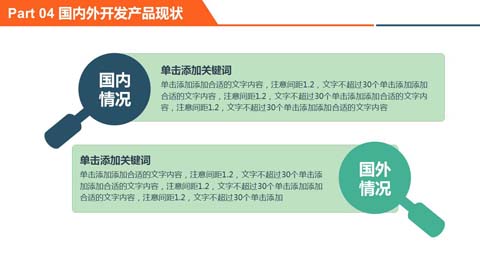 Part 04 国内外开发产品现状
国内
情况
单击添加关键词
单击添加添加合适的文字内容，注意间距1.2，文字不超过30个单击添加添加
合适的文字内容，注意间距1.2，文字不超过30个单击添加添加合适的文字内
容，注意间距1.2，文字不超过30个单击添加添加合适的文字内容
单击添加关键词
单击添加添加合适的文字内容，注意间距1.2，文字不超过30个单击添
加添加合适的文字内容，注意间距1.2，文字不超过30个单击添加添加
合适的文字内容，注意间距1.2，文字不超过30个单击添加
国外
情况